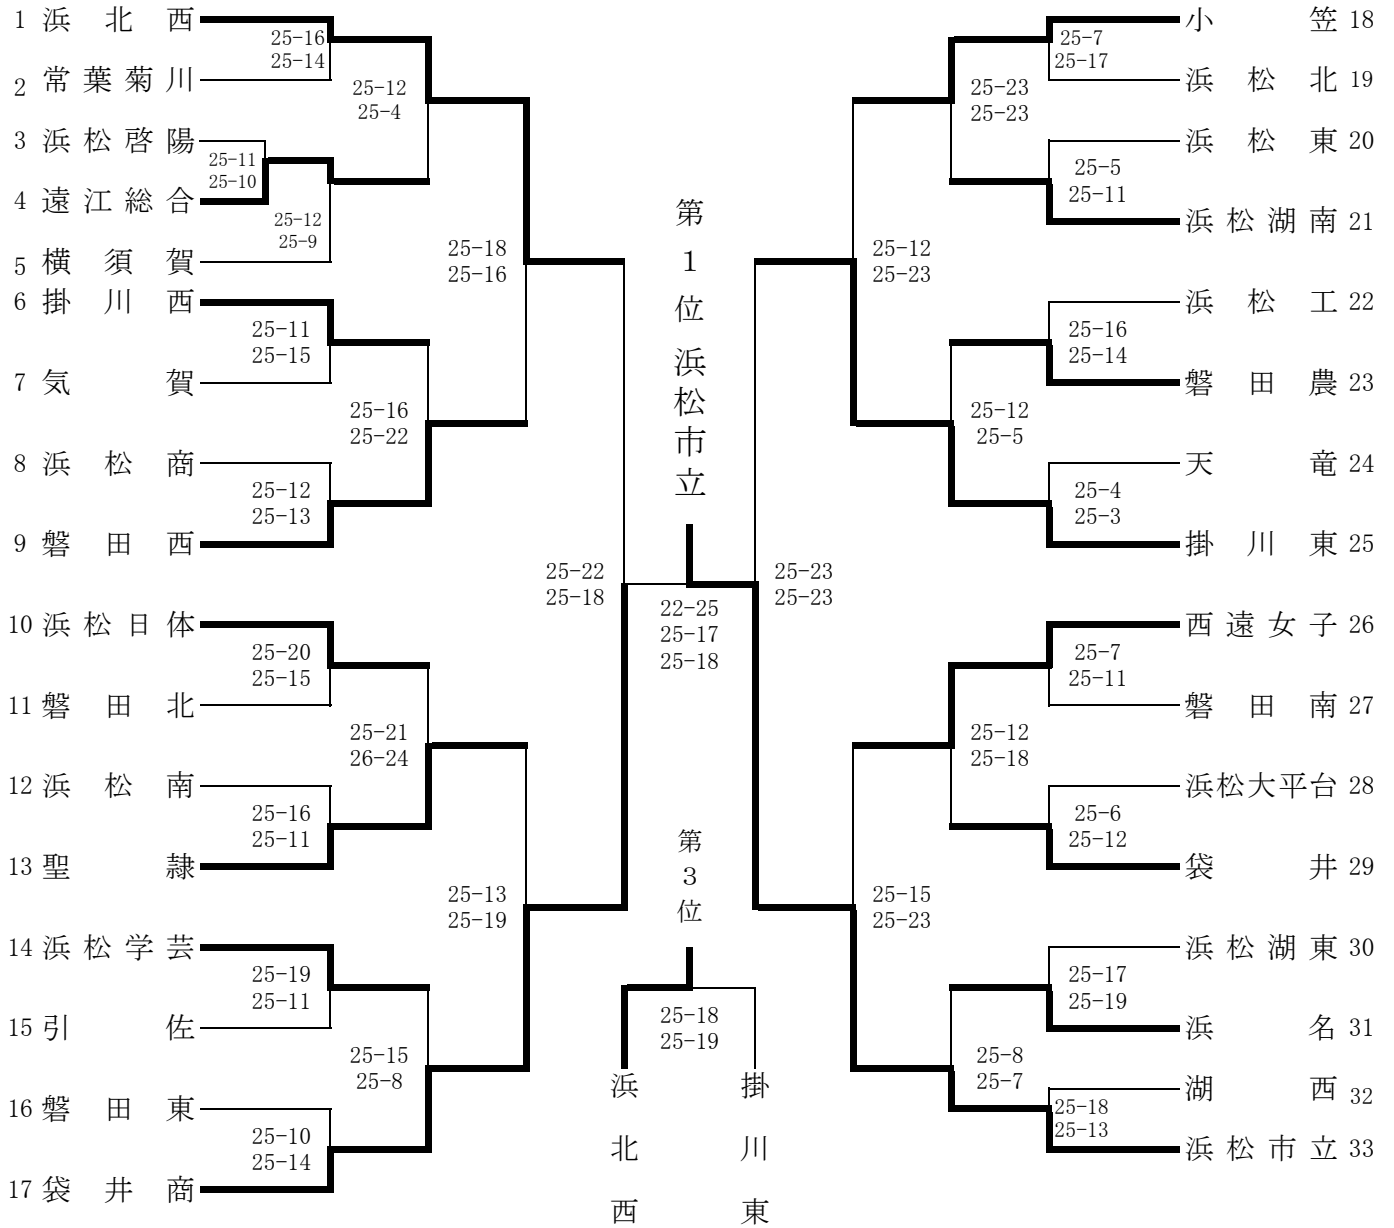 1 浜北西
25-16
25-14
2 常葉菊川
25-12
25-4
3 浜松啓陽
25-11
25-10
4 遠江総合
25-12
25-9
5 横須賀
25-18
25-16
6 掛川西
25-11
25-15
7 気賀
25-16
25-22
8 浜松商
25-12
25-13
9 磐田西
25-22
25-18
10 浜松日体
25-20
25-15
11 磐田北
25-21
26-24
12 浜松南
25-16
25-11
13 聖隷
25-13
25-19
14 浜松学芸
25-19
25-11
15 引佐
25-15
25-8
16 磐田東
25-10
25-14
17 袋井商
第1位 浜松市立
22-25
25-17
25-18
第3位
25-18
25-19
浜北西
掛川東
小笠 18
25-7
25-17
浜松北 19
25-23
25-23
浜松東 20
25-5
25-11
浜松湖南 21
25-12
25-23
浜松工 22
25-16
25-14
磐田農 23
25-12
25-5
天竜 24
25-4
25-3
掛川東 25
25-23
25-23
西遠女子 26
25-7
25-11
磐田南 27
25-12
25-18
浜松大平台 28
25-6
25-12
袋井 29
25-15
25-23
浜松湖東 30
25-17
25-19
浜名 31
25-8
25-7
湖西 32
25-18
25-13
浜松市立 33